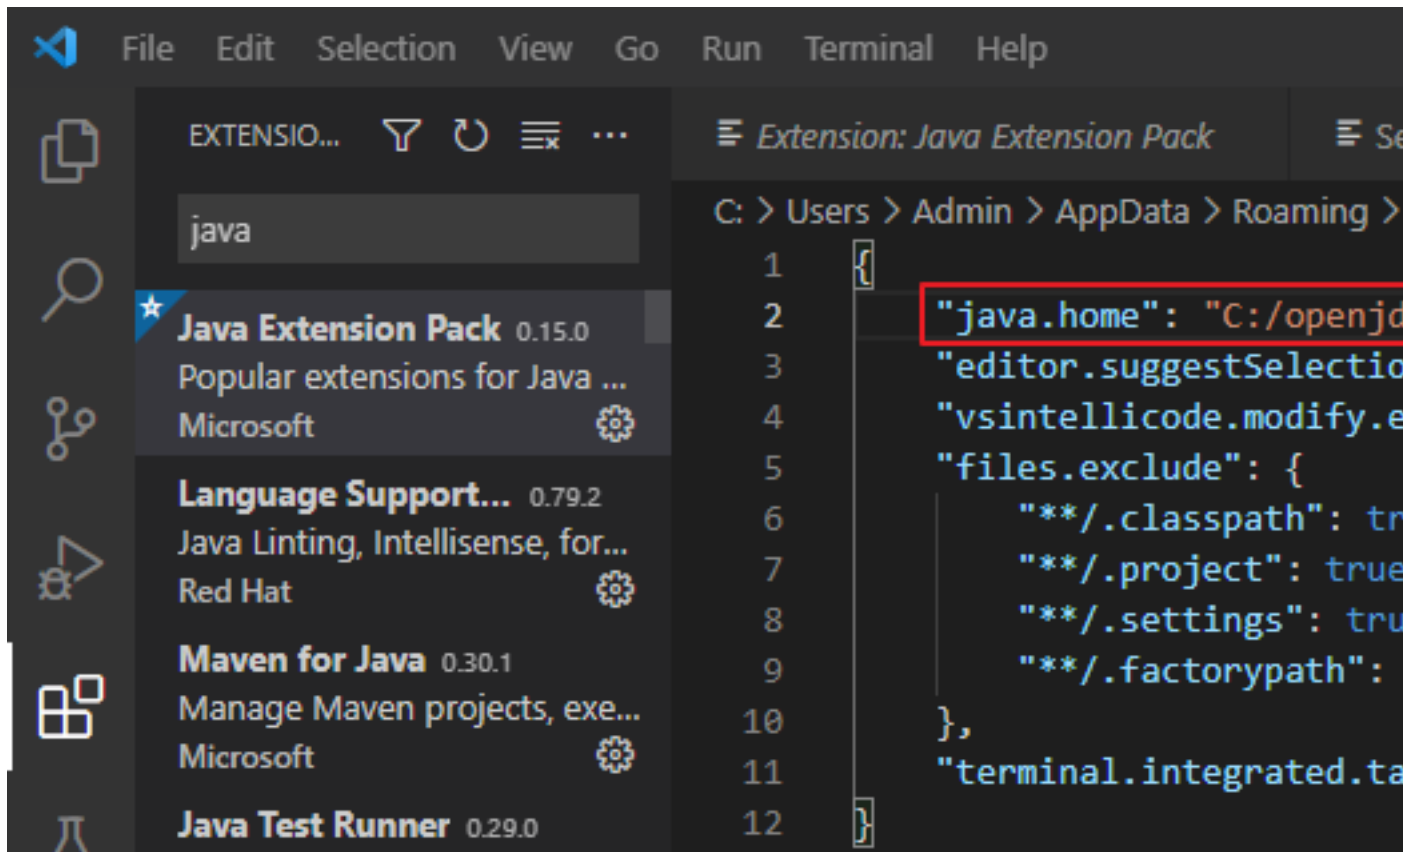 File Edit Selection View Go Run Terminal Help
EXTENSIO...
java
Java Extension Pack 0.15.0
Popular extensions for Java ...
Microsoft
Language Support... 0.79.2
Java Linting, Intellisense, for...
Red Hat
Maven for Java 0.30.1
Manage Maven projects, exe...
Microsoft
Java Test Runner 0.29.0
Extension: Java Extension Pack Se
C: > Users > Admin > AppData > Roaming >
1 {
2 "java.home": "C:/openjd
3 "editor.suggestSelectio
4 "vsintellicode.modify.e
5 "files.exclude": {
6 "**/.classpath": tr
7 "**/.project": true
8 "**/.settings": tru
9 "**/.factorypath":
10 },
11 "terminal.integrated.ta
12 }